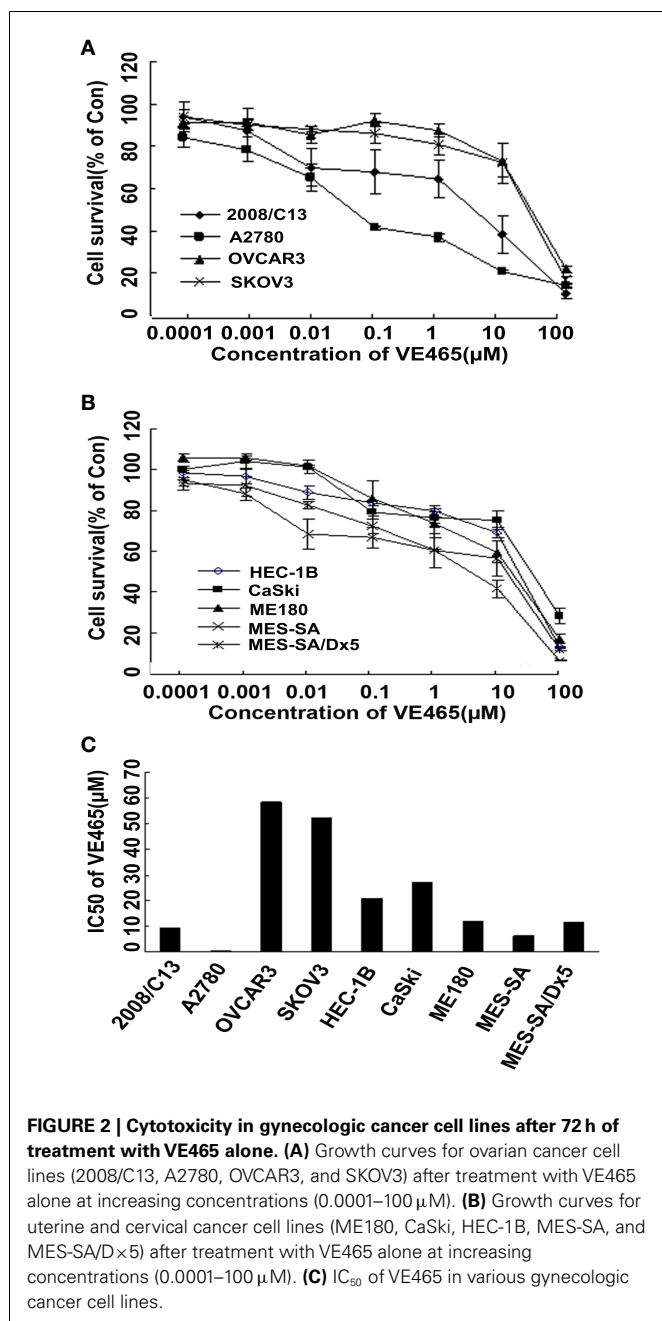 A
Cell survival(% of Con)
120
100
80
60
40
20
0
2008/C13
A2780
OVCAR3
SKOV3
0.0001 0.001 0.01 0.1 1 10 100
Concentration of VE465(µM)
B
Cell survival(% of Con)
120
100
80
60
40
20
0
HEC-1B
CaSki
ME180
MES-SA
MES-SA/Dx5
0.0001 0.001 0.01 0.1 1 10 100
Concentration of VE465(µM)
C
IC50 of VE465(µM)
70
60
50
40
30
20
10
0
2008/C13
A2780
OVCAR3
SKOV3
HEC-1B
CaSki
ME180
MES-SA
MES-SA/Dx5
FIGURE 2 | Cytotoxicity in gynecologic cancer cell lines after 72 h of
treatment with VE465 alone. (A) Growth curves for ovarian cancer cell
lines (2008/C13, A2780, OVCAR3, and SKOV3) after treatment with VE465
alone at increasing concentrations (0.0001–100 µM). (B) Growth curves for
uterine and cervical cancer cell lines (ME180, CaSki, HEC-1B, MES-SA, and
MES-SA/D×5) after treatment with VE465 alone at increasing
concentrations (0.0001–100 µM). (C) IC50 of VE465 in various gynecologic
cancer cell lines.